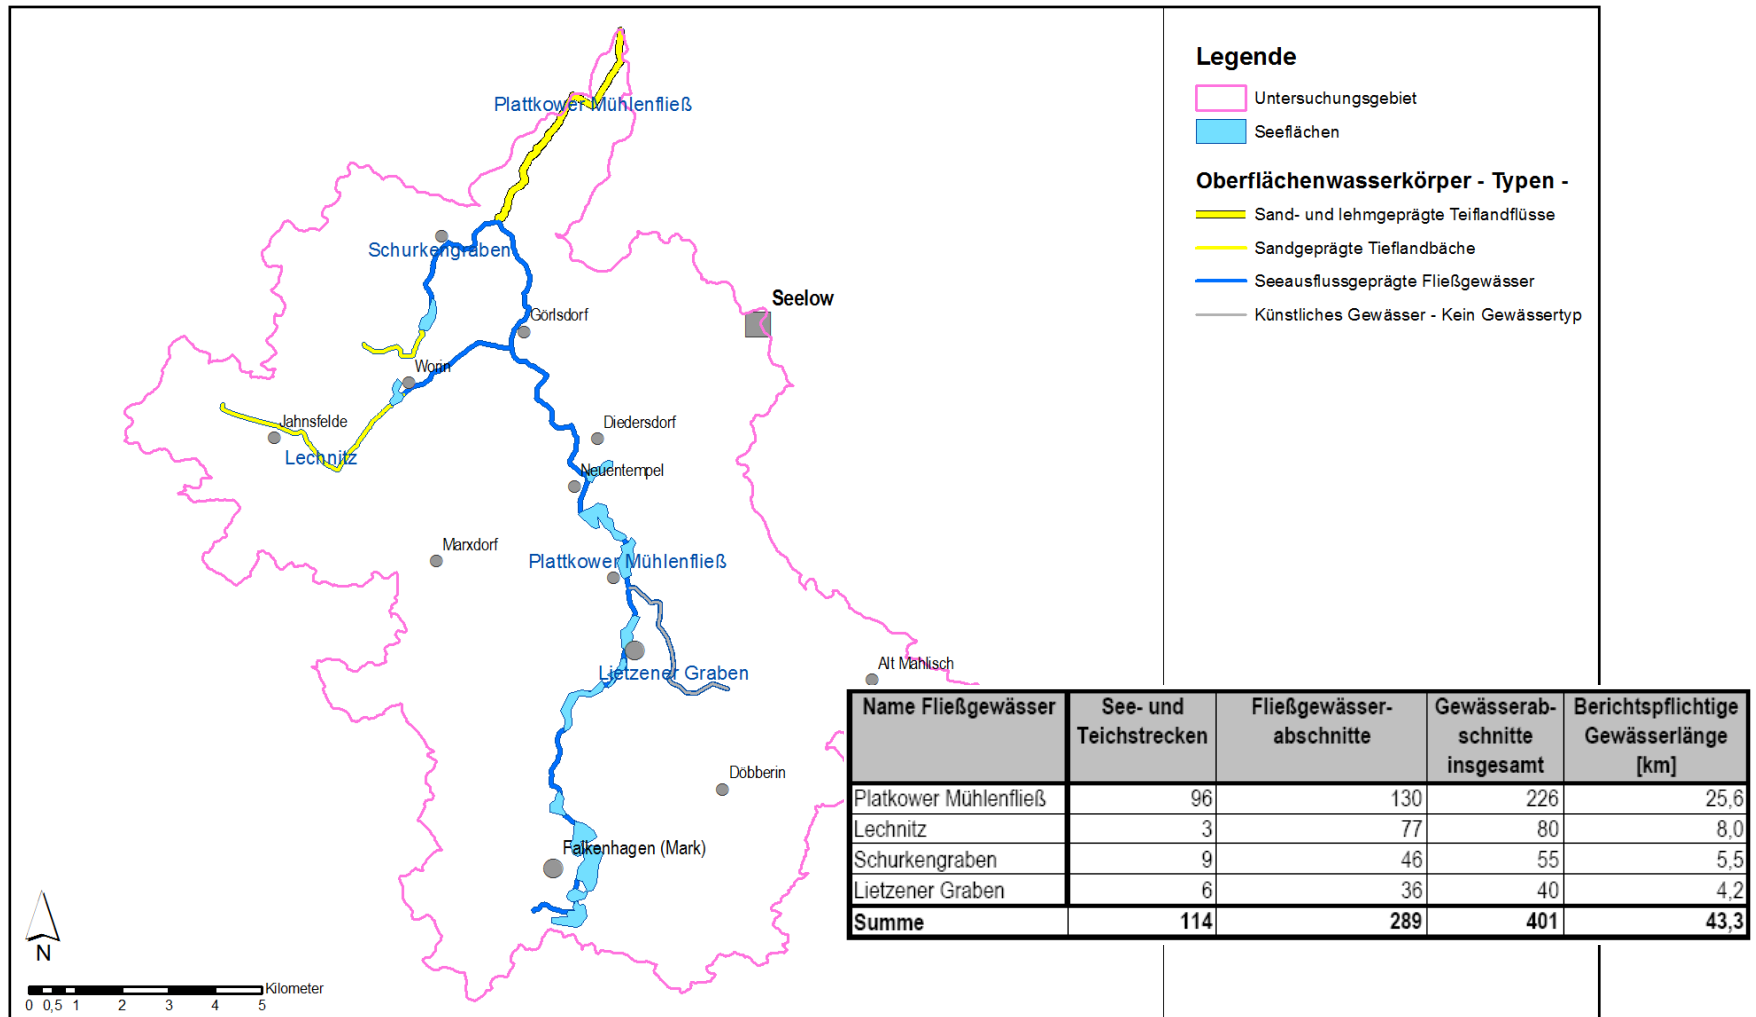 Plattkower Mühlenfließ
Schurkengraben
Seelow
Görlsdorf
Worin
Jahnsfelde
Lechnitz
Diedersdorf
Neuentempel
Marxdorf
Plattkower Mühlenfließ
Alt Mahlisch
Lietzener Graben
Döbberin
Falkenhagen (Mark)
N
Kilometer
0 0,5 1 2 3 4 5
Legende
Untersuchungsgebiet
Seeflächen
Oberflächenwasserkörper - Typen -
Sand- und lehmgeprägte Teiflandflüsse
Sandgeprägte Tieflandbäche
Seeausflussgeprägte Fließgewässer
Künstliches Gewässer - Kein Gewässertyp
Name Fließgewässer See- und Fließgewässer- Gewässerab- Berichtspflichtige
Teichstrecken abschnitte schnitte Gewässerlänge
insgesamt [km]
Platkower Mühlenfließ 96 130 226 25,6
Lechnitz 3 77 80 8,0
Schurkengraben 9 46 55 5,5
Lietzener Graben 6 36 40 4,2
Summe 114 289 401 43,3